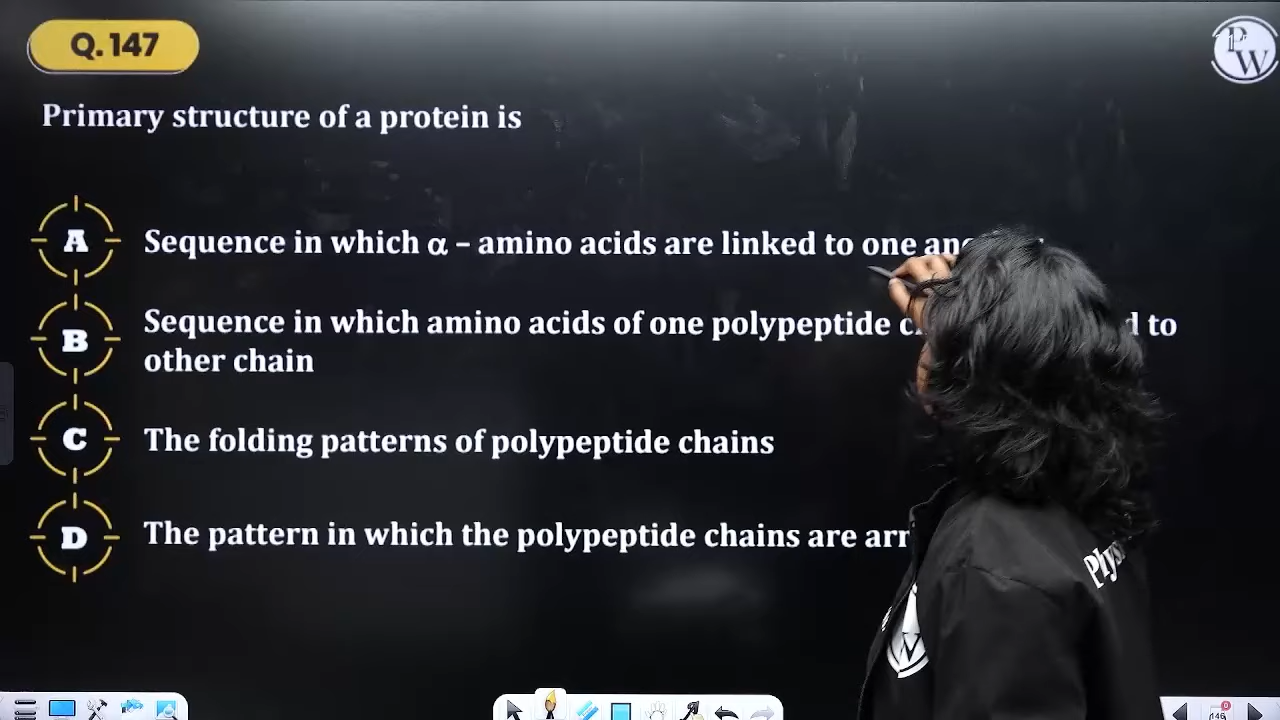 Q. 147
PW
Primary structure of a protein is
A
Sequence in which α – amino acids are linked to one
B
Sequence in which amino acids of one polypeptide to
other chain
C
The folding patterns of polypeptide chains
D
The pattern in which the polypeptide chains are